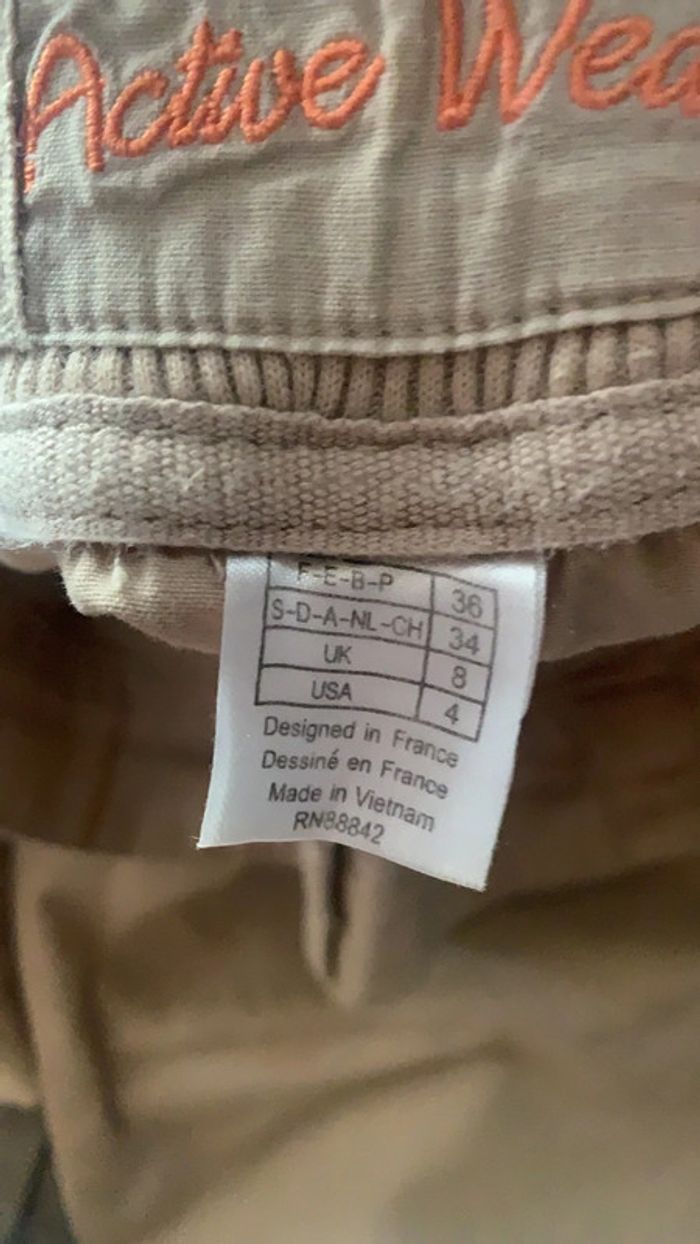 Active Wea
F-E-B-P 36
S-D-A-NL-CH 34
UK 8
USA 4
Designed in France
Dessiné en France
Made in Vietnam
RN88842